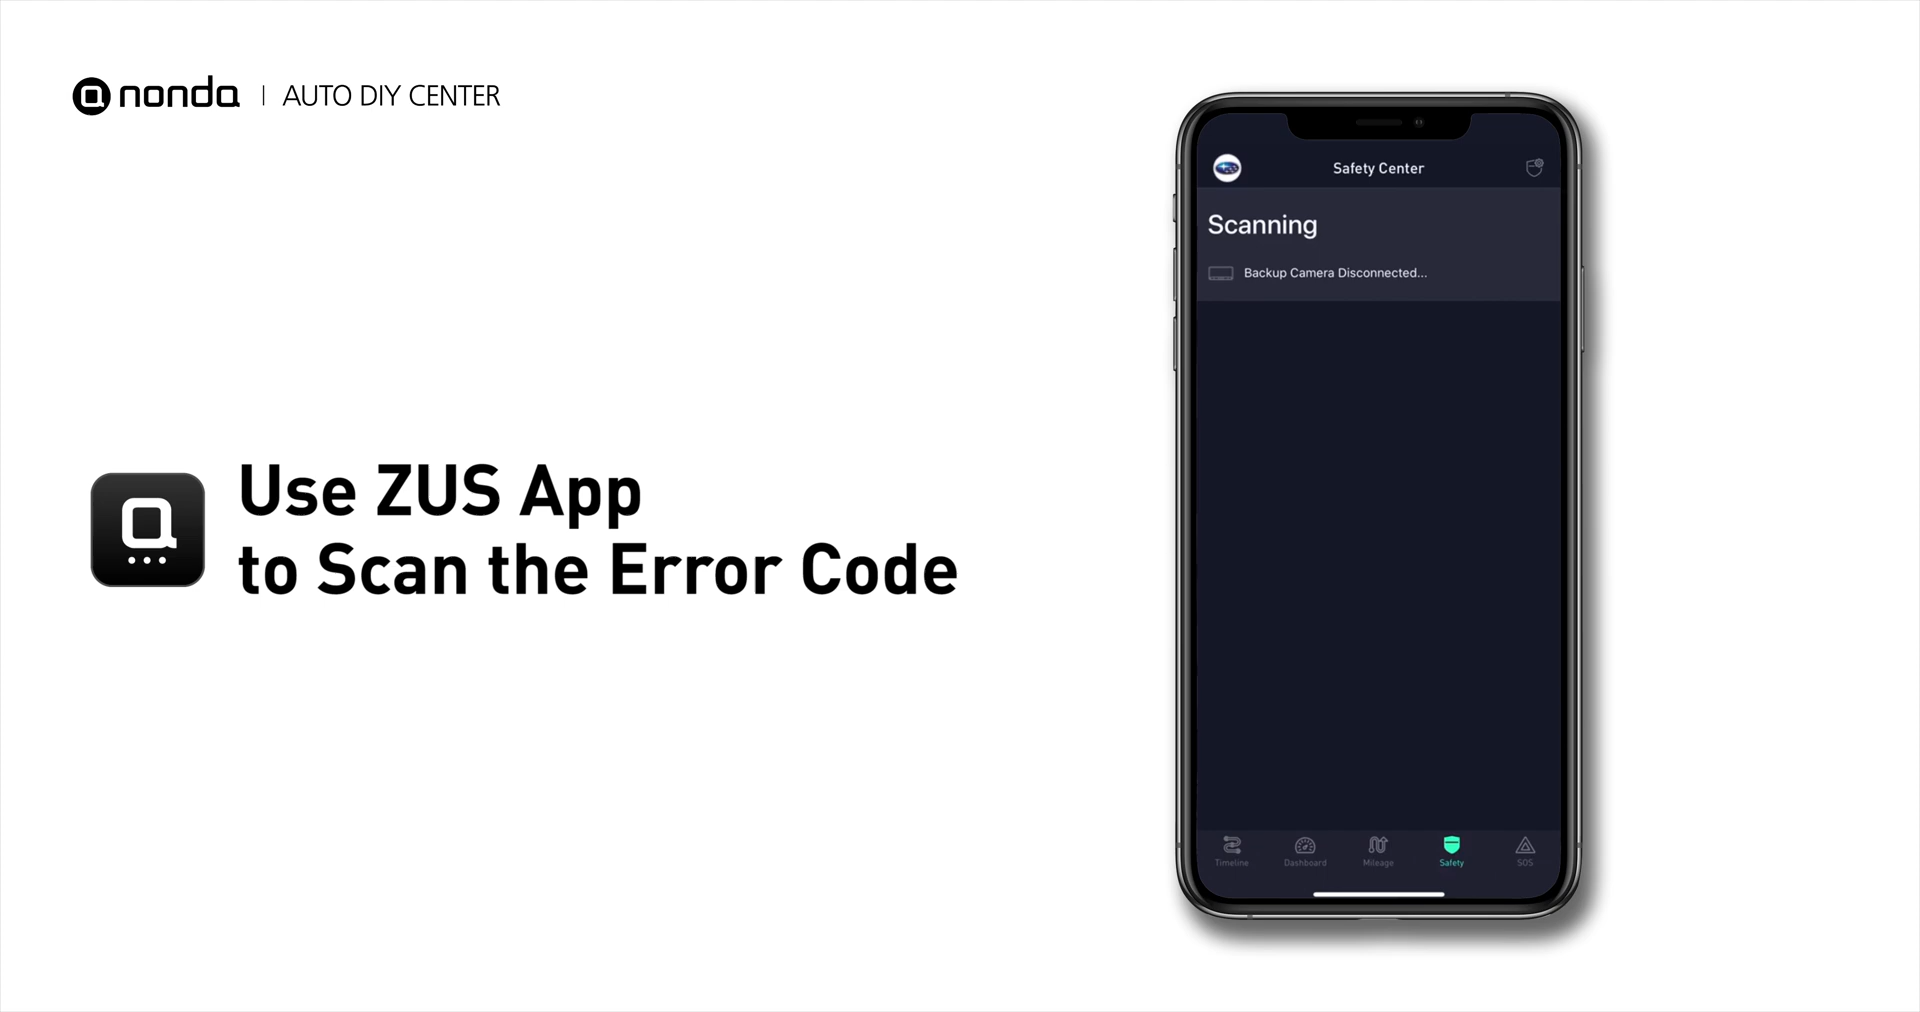 nonda | AUTO DIY CENTER
Use ZUS App
to Scan the Error Code
Safety Center
Scanning
Backup Camera Disconnected...
Timeline
Dashboard
Mileage
Safety
SOS